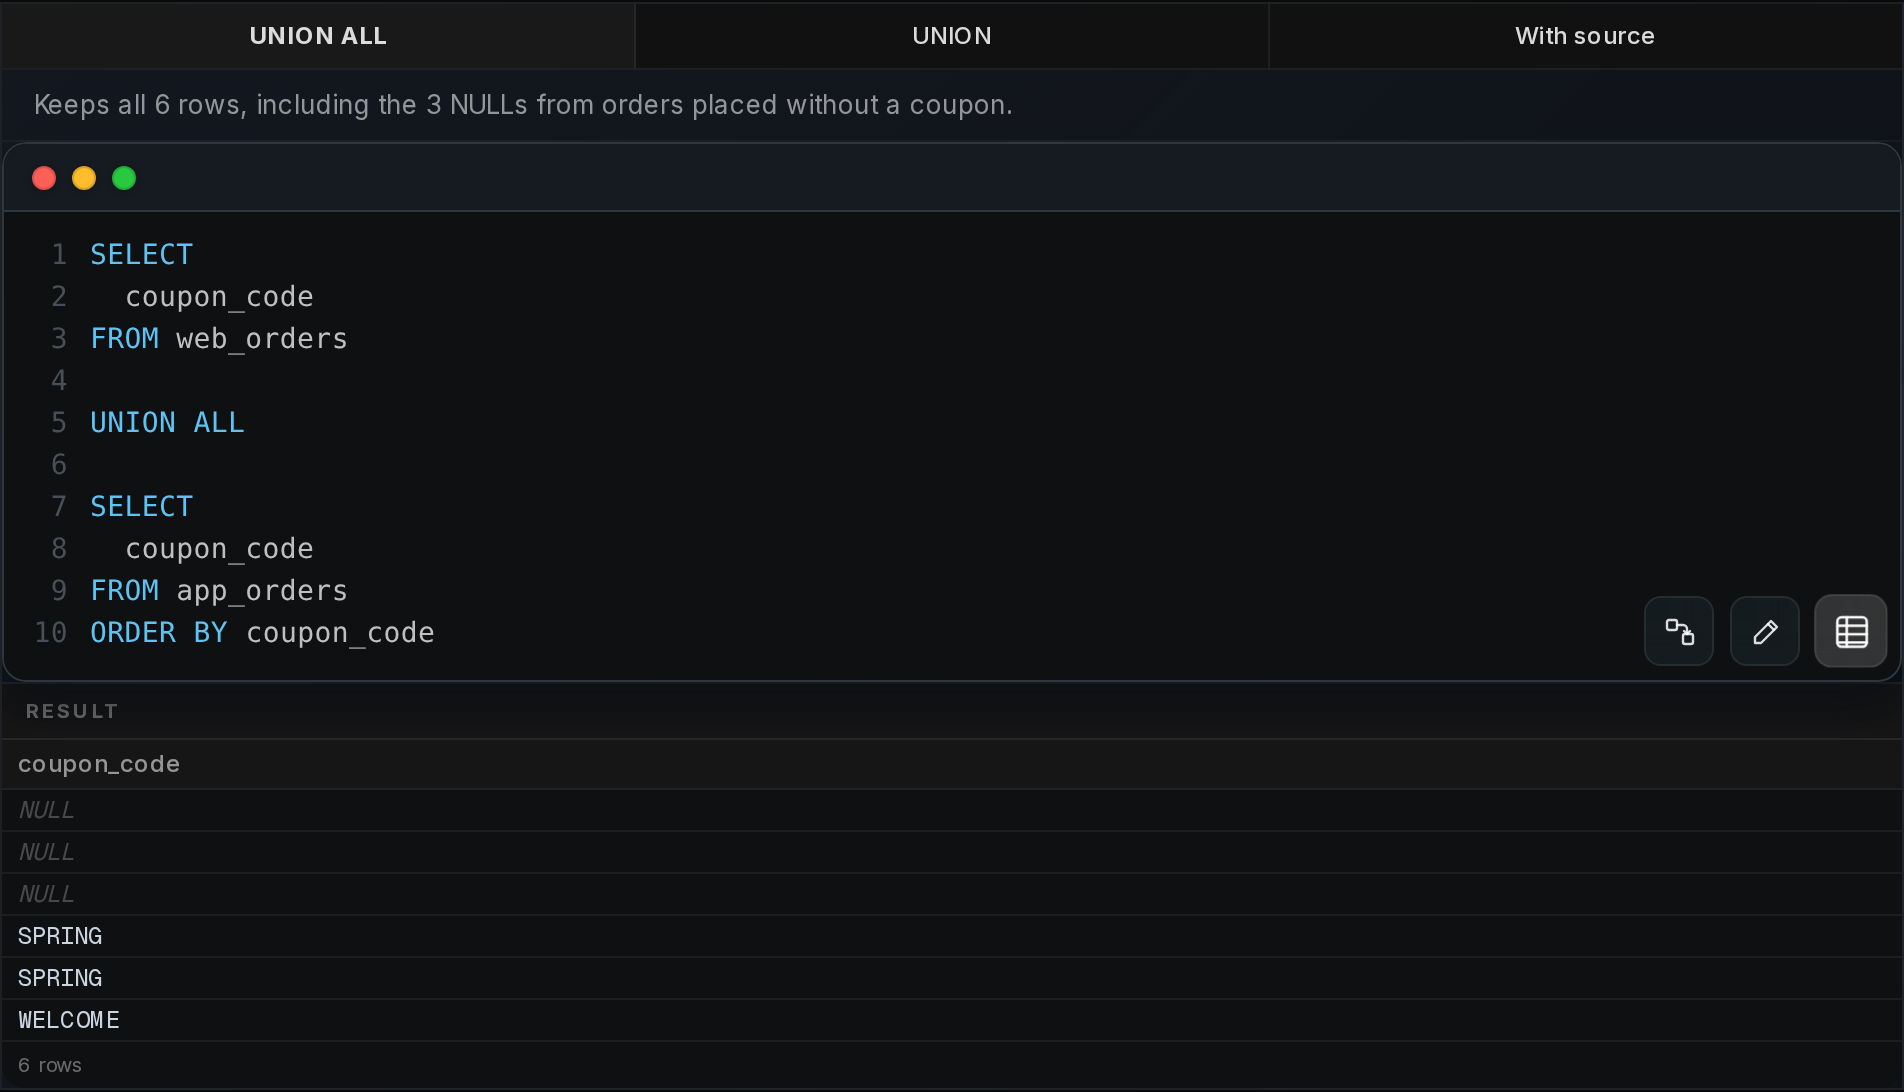 UNION ALL
UNION
With source
Keeps all 6 rows, including the 3 NULLs from orders placed without a coupon.
1 SELECT
2   coupon_code
3 FROM web_orders
4
5 UNION ALL
6
7 SELECT
8   coupon_code
9 FROM app_orders
10 ORDER BY coupon_code
RESULT
coupon_code
NULL
NULL
NULL
SPRING
SPRING
WELCOME
6 rows